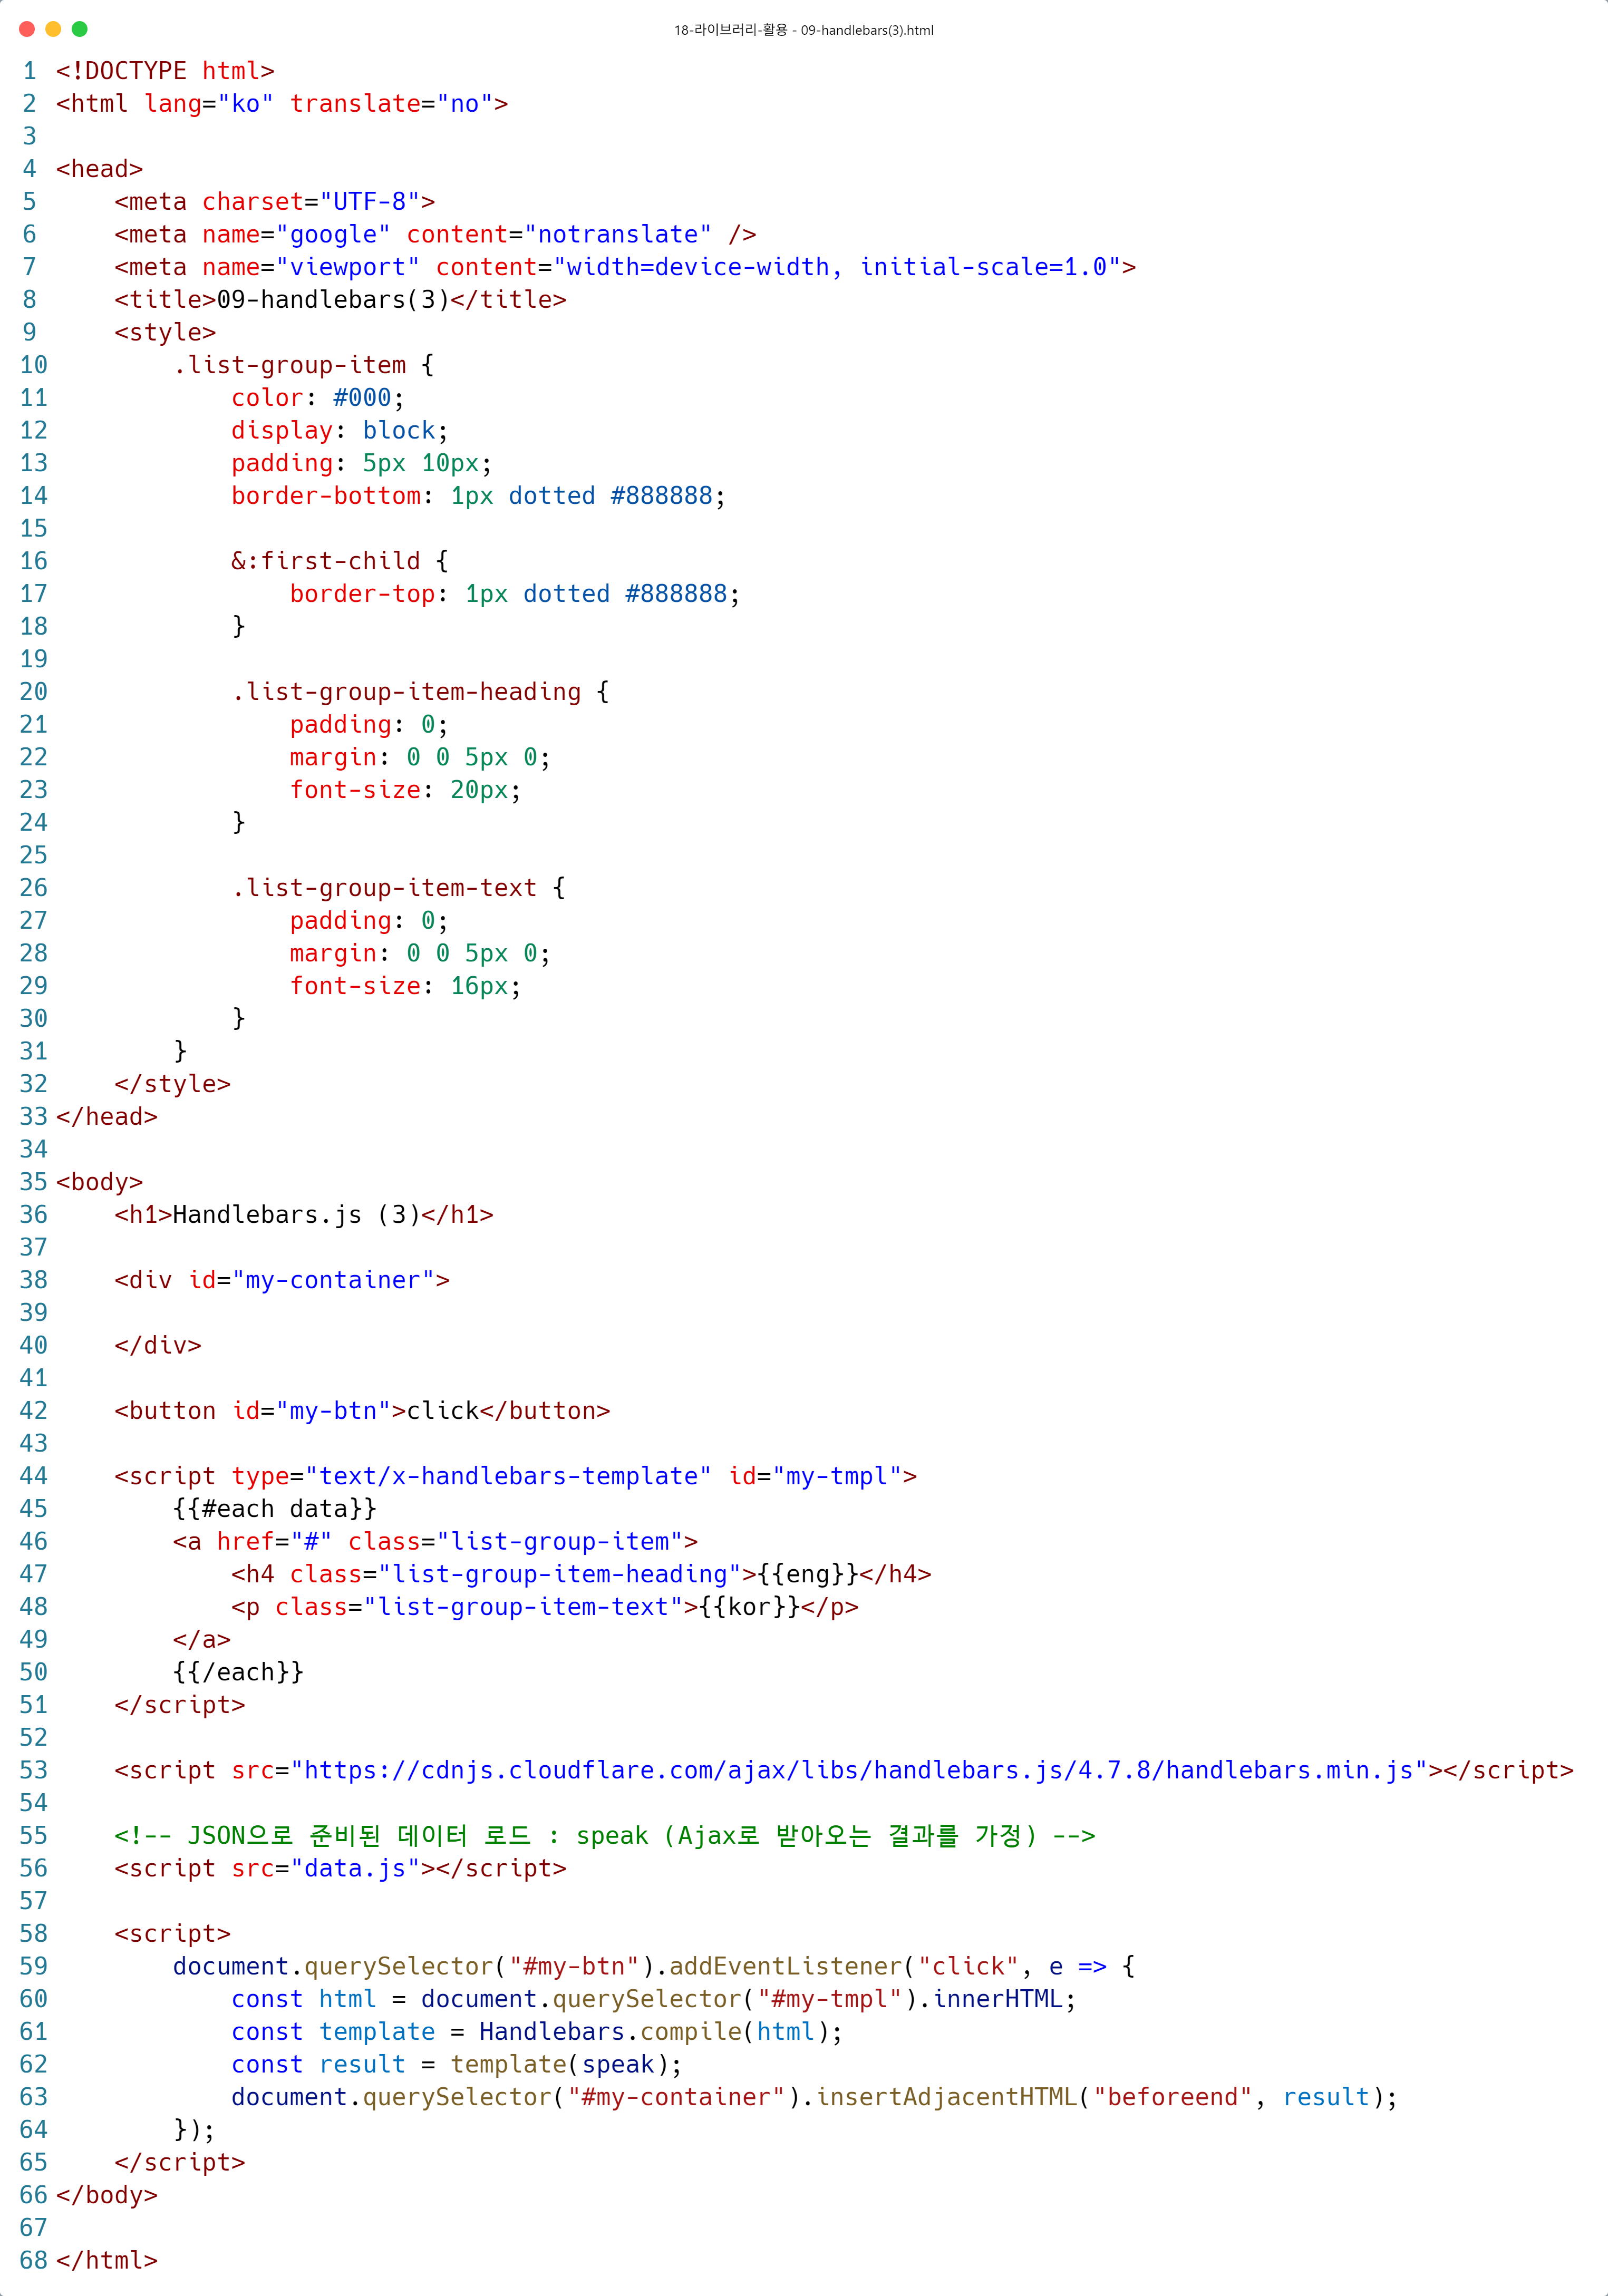 18-라이브러리-활용 - 09-handlebars(3).html
1 <!DOCTYPE html>
2 <html lang="ko" translate="no">
3
4 <head>
5     <meta charset="UTF-8">
6     <meta name="google" content="notranslate" />
7     <meta name="viewport" content="width=device-width, initial-scale=1.0">
8     <title>09-handlebars(3)</title>
9     <style>
10         .list-group-item {
11             color: #000;
12             display: block;
13             padding: 5px 10px;
14             border-bottom: 1px dotted #888888;
15
16             &:first-child {
17                 border-top: 1px dotted #888888;
18             }
19
20             .list-group-item-heading {
21                 padding: 0;
22                 margin: 0 0 5px 0;
23                 font-size: 20px;
24             }
25
26             .list-group-item-text {
27                 padding: 0;
28                 margin: 0 0 5px 0;
29                 font-size: 16px;
30             }
31         }
32     </style>
33 </head>
34
35 <body>
36     <h1>Handlebars.js (3)</h1>
37
38     <div id="my-container">
39
40     </div>
41
42     <button id="my-btn">click</button>
43
44     <script type="text/x-handlebars-template" id="my-tmpl">
45         {{#each data}}
46         <a href="#" class="list-group-item">
47             <h4 class="list-group-item-heading">{{eng}}</h4>
48             <p class="list-group-item-text">{{kor}}</p>
49         </a>
50         {{/each}}
51     </script>
52
53     <script src="https://cdnjs.cloudflare.com/ajax/libs/handlebars.js/4.7.8/handlebars.min.js"></script>
54
55     <!-- JSON으로 준비된 데이터 로드 : speak (Ajax로 받아오는 결과를 가정) -->
56     <script src="data.js"></script>
57
58     <script>
59         document.querySelector("#my-btn").addEventListener("click", e => {
60             const html = document.querySelector("#my-tmpl").innerHTML;
61             const template = Handlebars.compile(html);
62             const result = template(speak);
63             document.querySelector("#my-container").insertAdjacentHTML("beforeend", result);
64         });
65     </script>
66 </body>
67
68 </html>